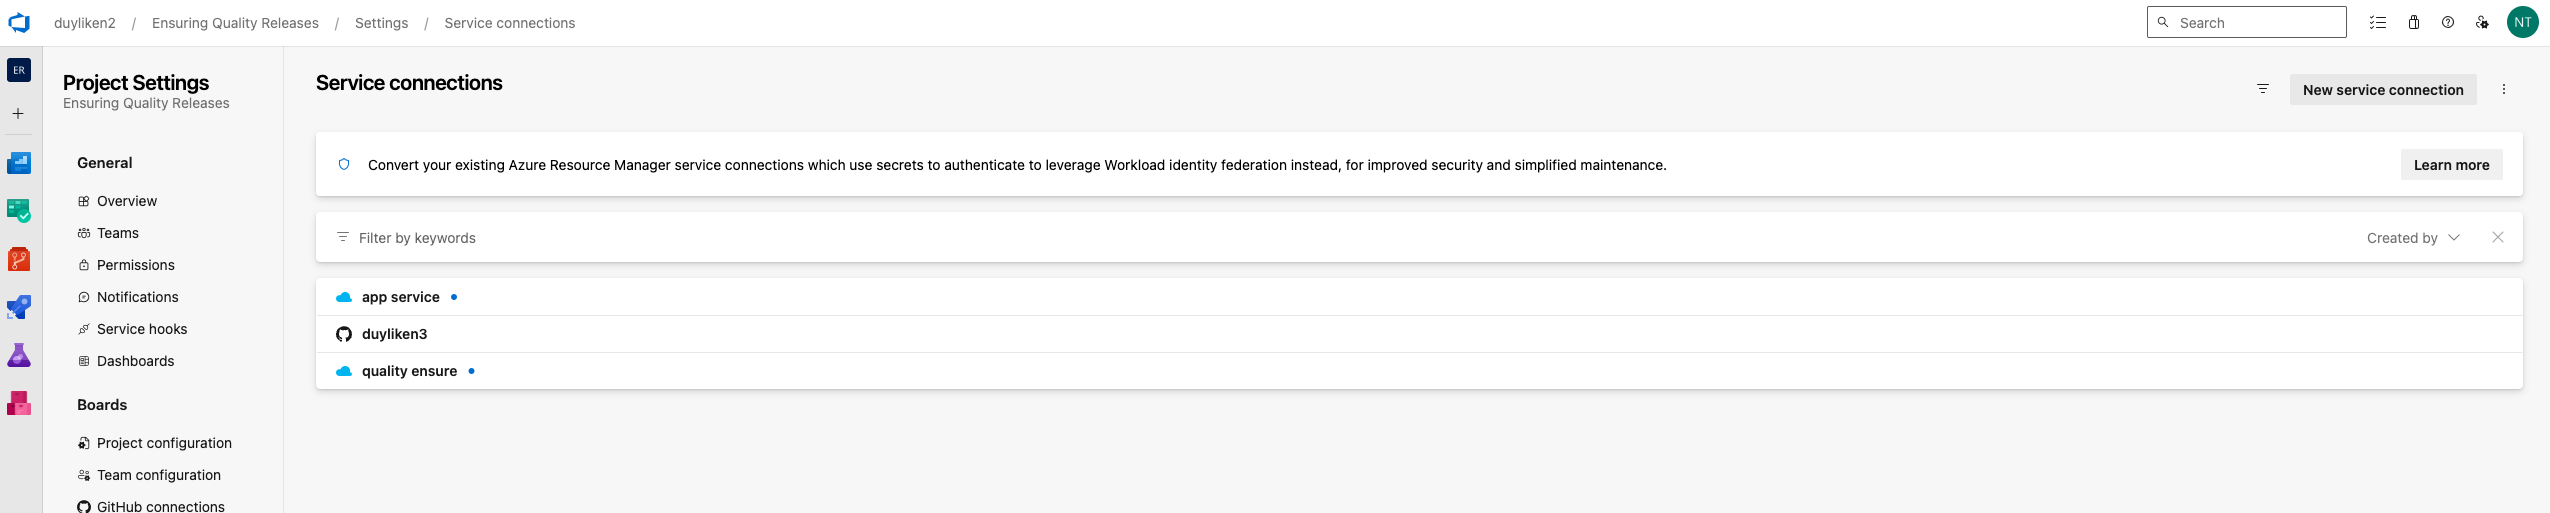 duyliken2 / Ensuring Quality Releases / Settings / Service connections
Search
NT
ER
Project Settings
Ensuring Quality Releases
General
Overview
Teams
Permissions
Notifications
Service hooks
Dashboards
Boards
Project configuration
Team configuration
GitHub connections
Service connections
New service connection
Convert your existing Azure Resource Manager service connections which use secrets to authenticate to leverage Workload identity federation instead, for improved security and simplified maintenance.
Learn more
Filter by keywords
Created by
app service
duyliken3
quality ensure